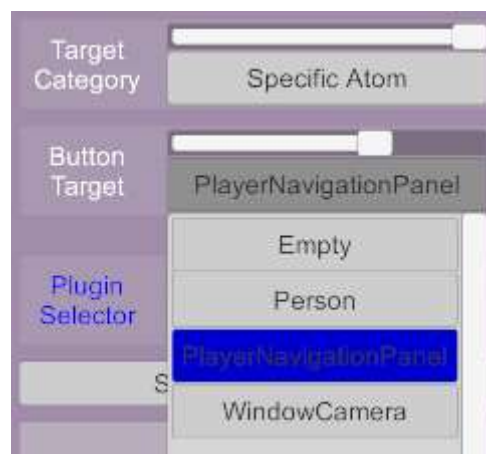 Target
Category
Specific Atom
Button
Target
PlayerNavigationPanel
Empty
Plugin
Selector
Person
PlayerNavigationPanel
S
WindowCamera